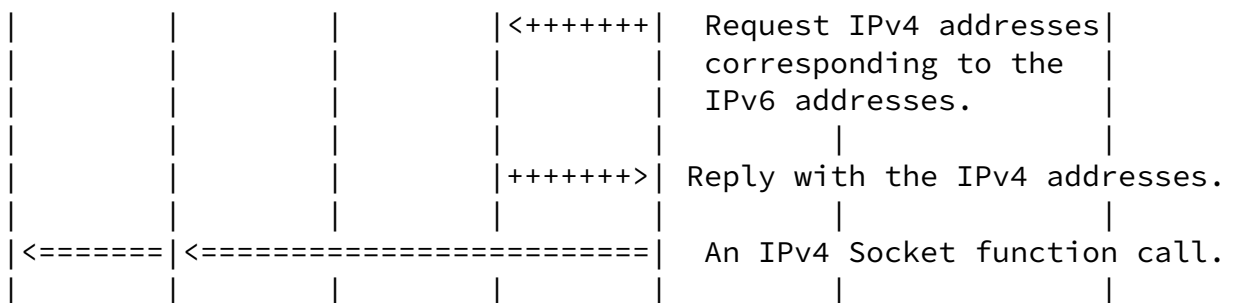 |         |         |         |<+++++++|  Request IPv4 addresses|
|         |         |         |         |  corresponding to the  |
|         |         |         |         |  IPv6 addresses.        |
|         |         |         |         |          |               |
|         |         |         |+++++++>| Reply with the IPv4 addresses.
|         |         |         |         |          |               |
|<=======|<=========================|  An IPv4 Socket function call.
|         |         |         |         |          |               |